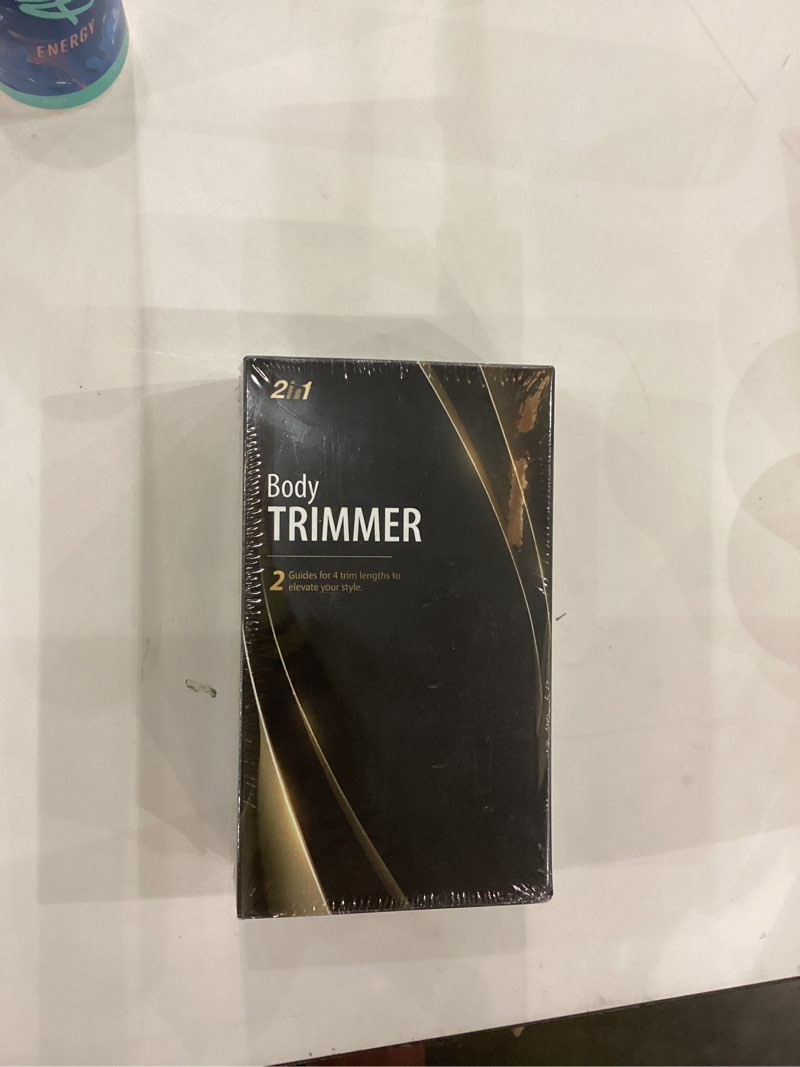 ENERGY
2in1
Body
TRIMMER
2 Guides for 4 trim lengths to
elevate your style.